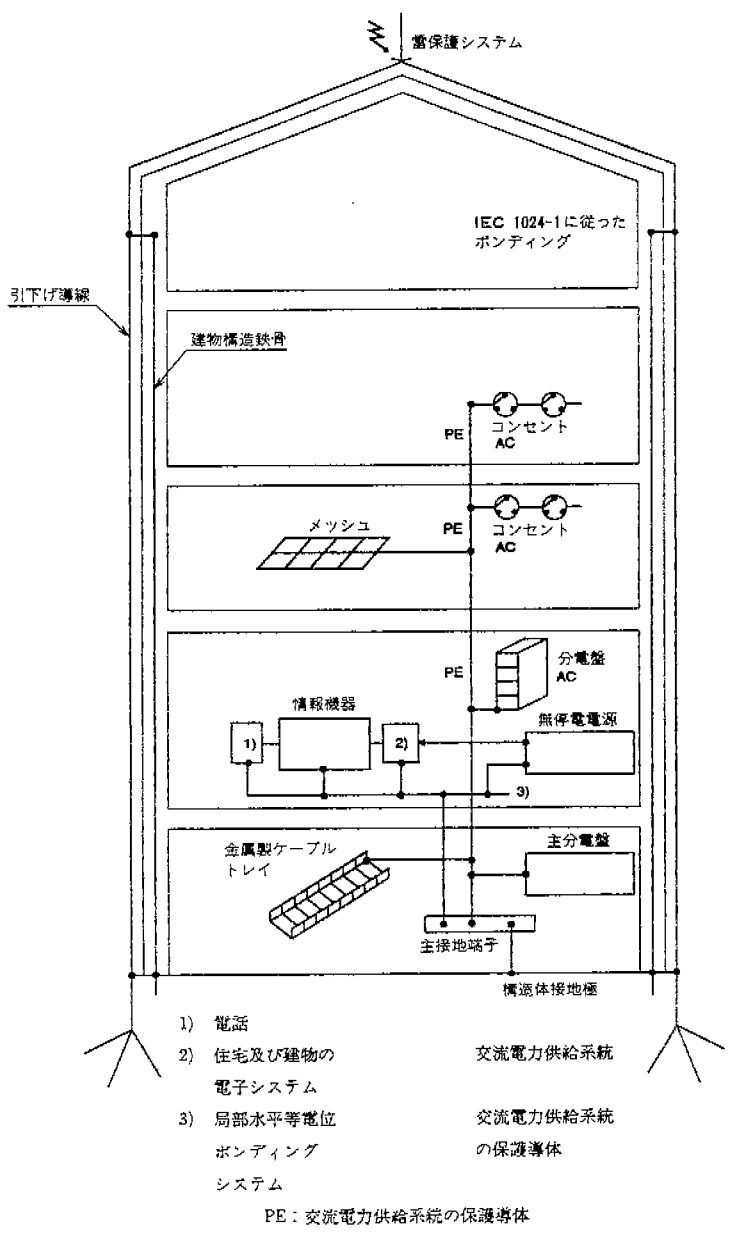 雷保護システム
IEC 1024-1に従った
ボンディング
引下げ導線
建物構造鉄骨
PE
コンセント
AC
メッシュ
PE
コンセント
AC
PE
分電盤
AC
情報機器
無停電電源
1)
2)
3)
金属製ケーブル
トレイ
主分電盤
主接地端子
構造体接地極
1) 電話
2) 住宅及び建物の 交流電力供給系統
電子システム
3) 局部水平等電位 交流電力供給系統
ボンディング の保護導体
システム
PE：交流電力供給系統の保護導体